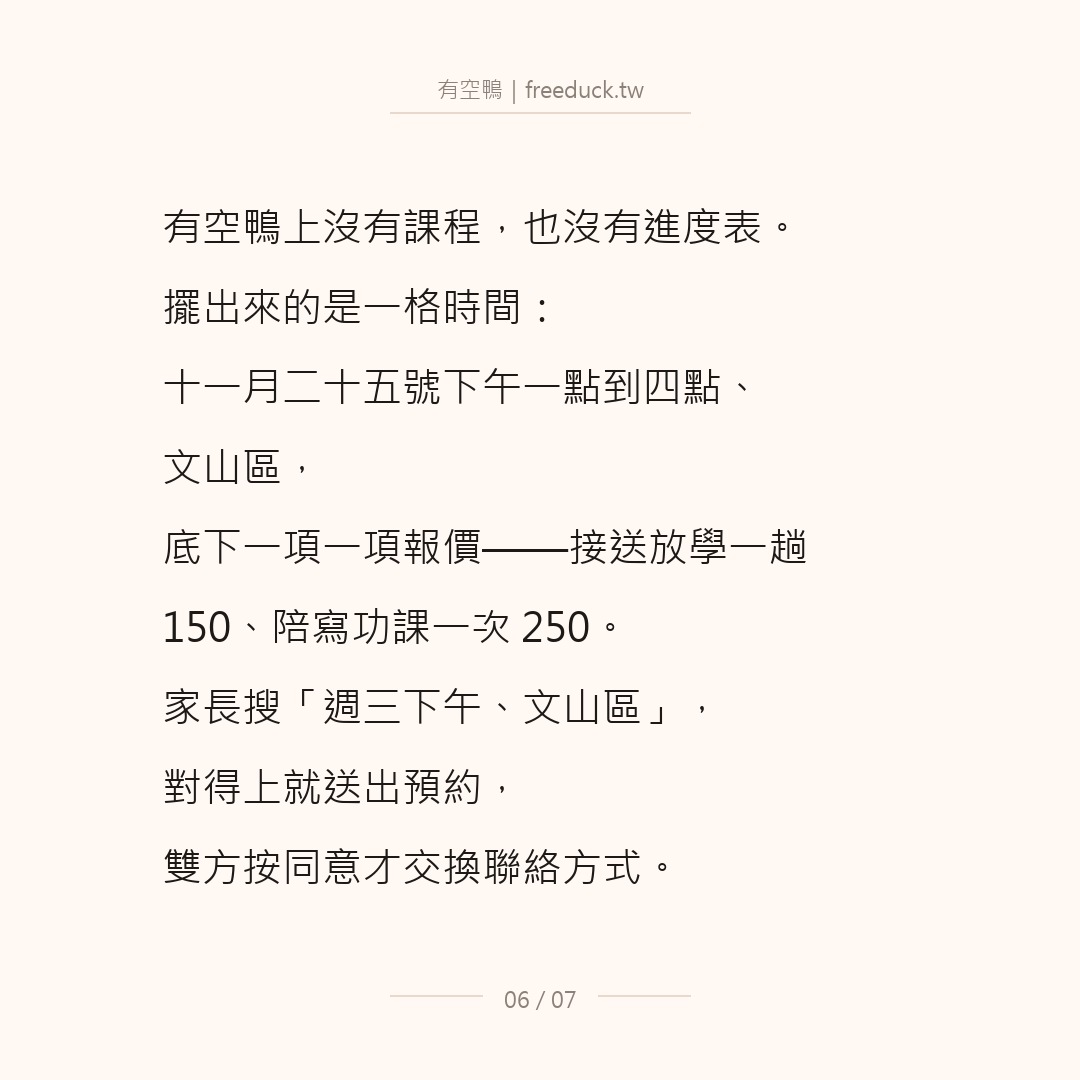 有空鴨 | freeduck.tw
有空鴨上沒有課程，也沒有進度表。
擺出來的是一格時間：
十一月二十五號下午一點到四點、
文山區，
底下一項一項報價——接送放學一趟
150、陪寫功課一次 250。
家長搜「週三下午、文山區」，
對得上就送出預約，
雙方按同意才交換聯絡方式。
06 / 07